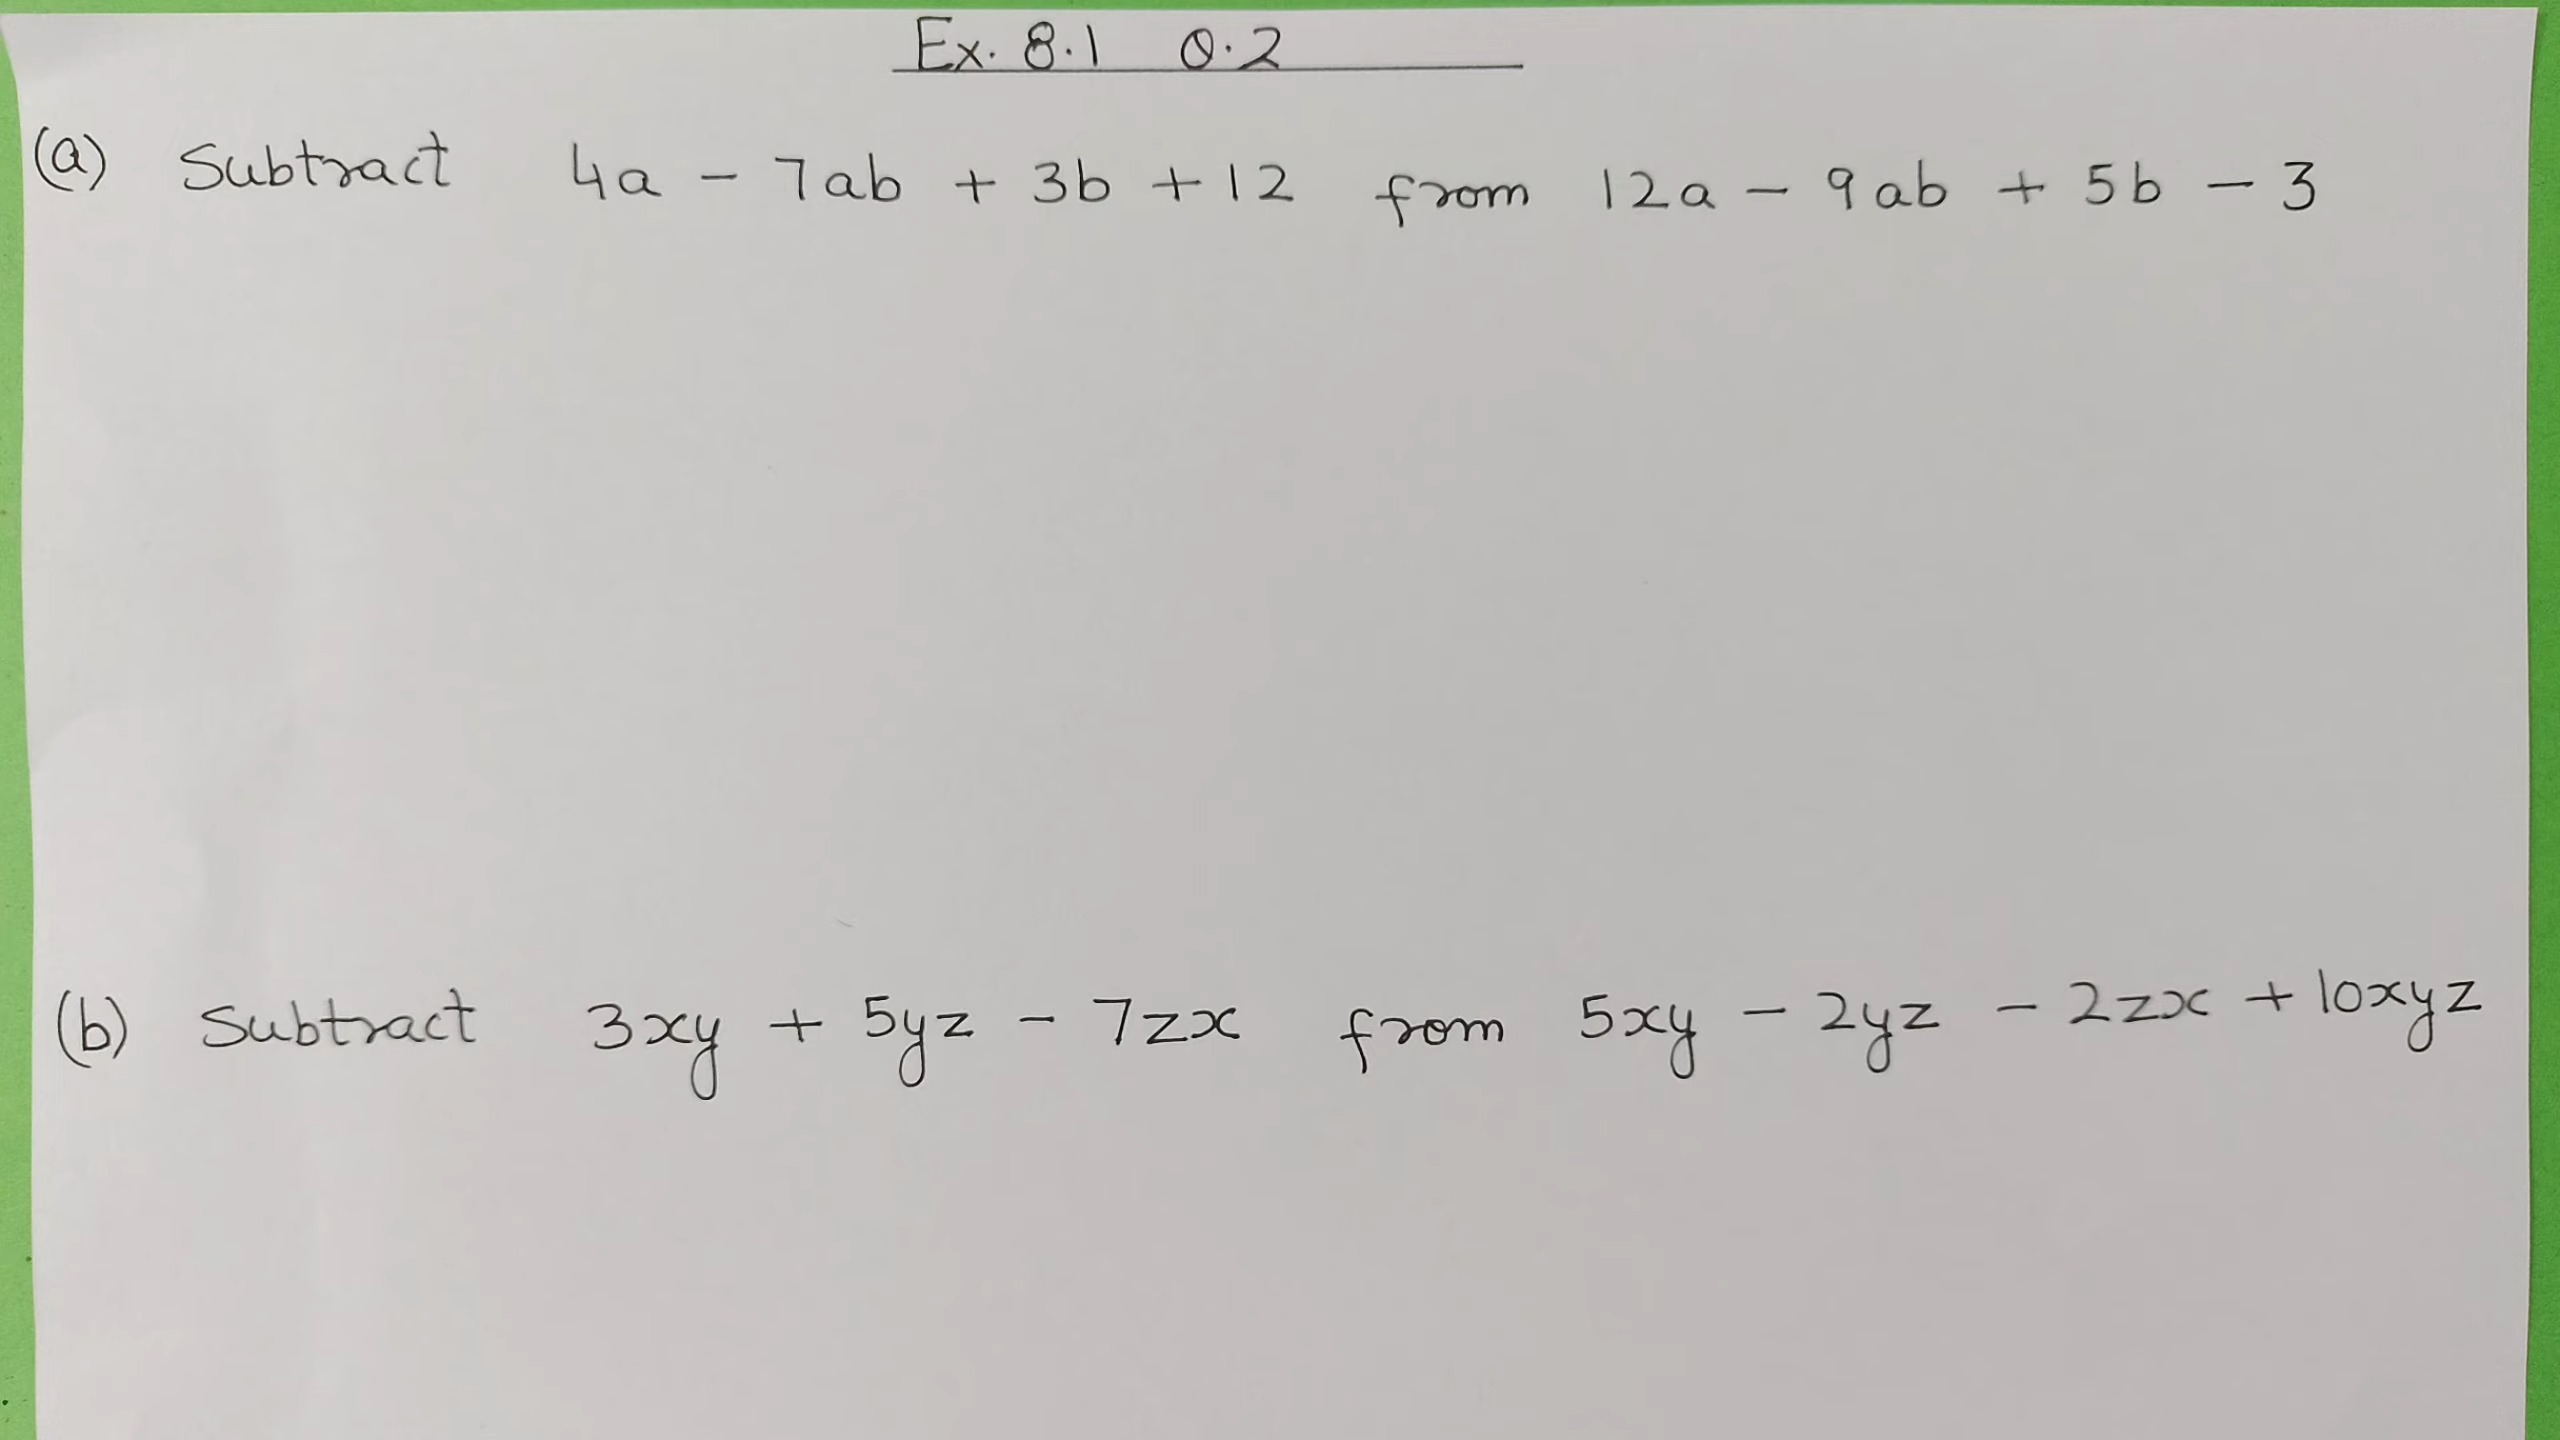 Ex. 8.1 Q.2
(a) Subtract 4a - 7ab + 3b + 12 from 12a - 9ab + 5b - 3
(b) Subtract 3xy + 5yz - 7zx from 5xy - 2yz - 2zx + 10xyz